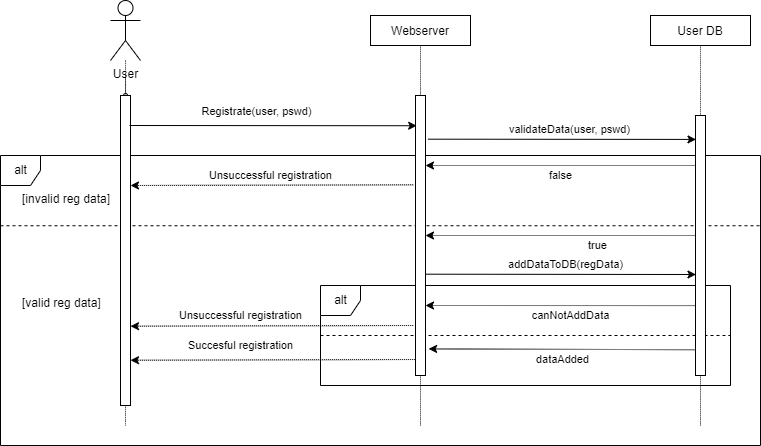 Webserver
User DB
User
Registrate(user, pswd)
validateData(user, pswd)
alt
Unsuccessful registration
false
[invalid reg data]
true
addDataToDB(regData)
[valid reg data]
alt
Unsuccessful registration
canNotAddData
Succesful registration
dataAdded